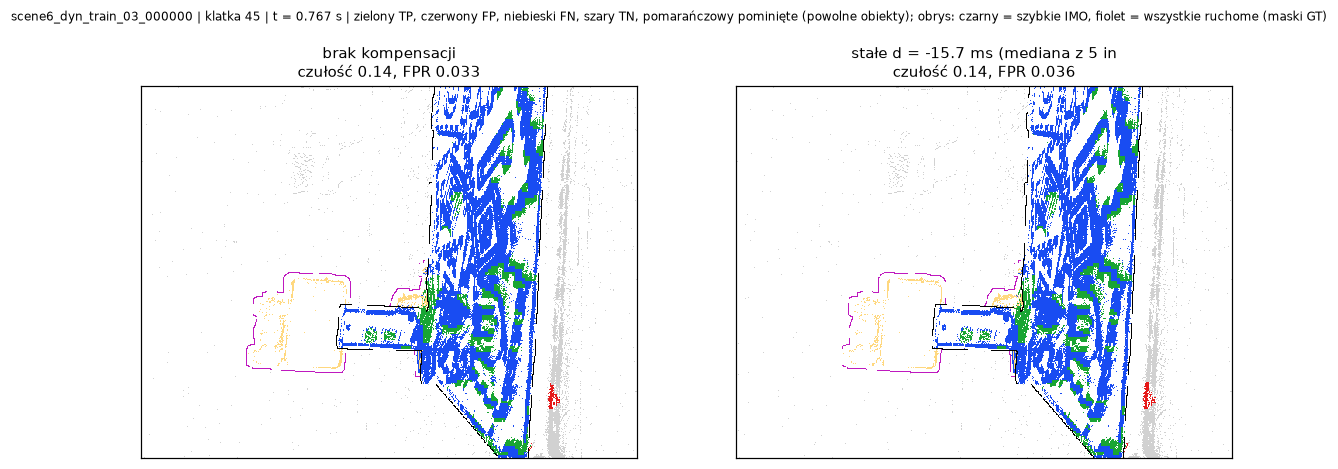 scene6_dyn_train_03_000000 | klatka 45 | t = 0.767 s | zielony TP, czerwony FP, niebieski FN, szary TN, pomarańczowy pominięte (powolne obiekty); obrys: czarny = szybkie IMO, fiolet = wszystkie ruchome (maski GT)
brak kompensacji
czułość 0.14, FPR 0.033
stałe d = -15.7 ms (mediana z 5 in
czułość 0.14, FPR 0.036